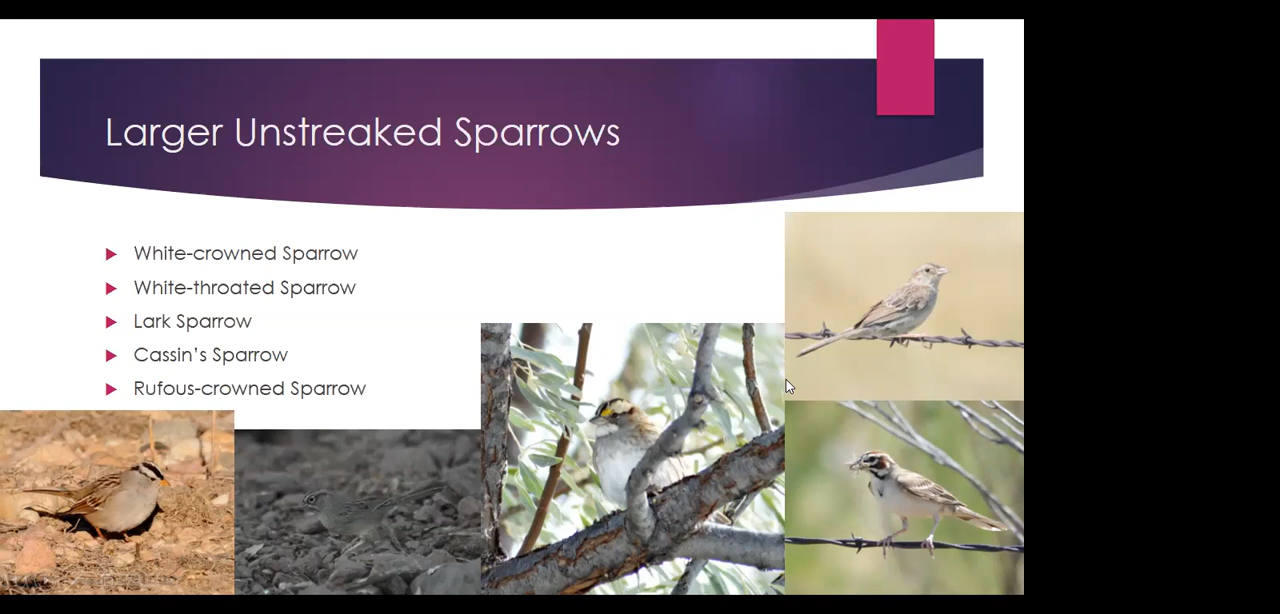 Larger Unstreaked Sparrows
White-crowned Sparrow
White-throated Sparrow
Lark Sparrow
Cassin's Sparrow
Rufous-crowned Sparrow